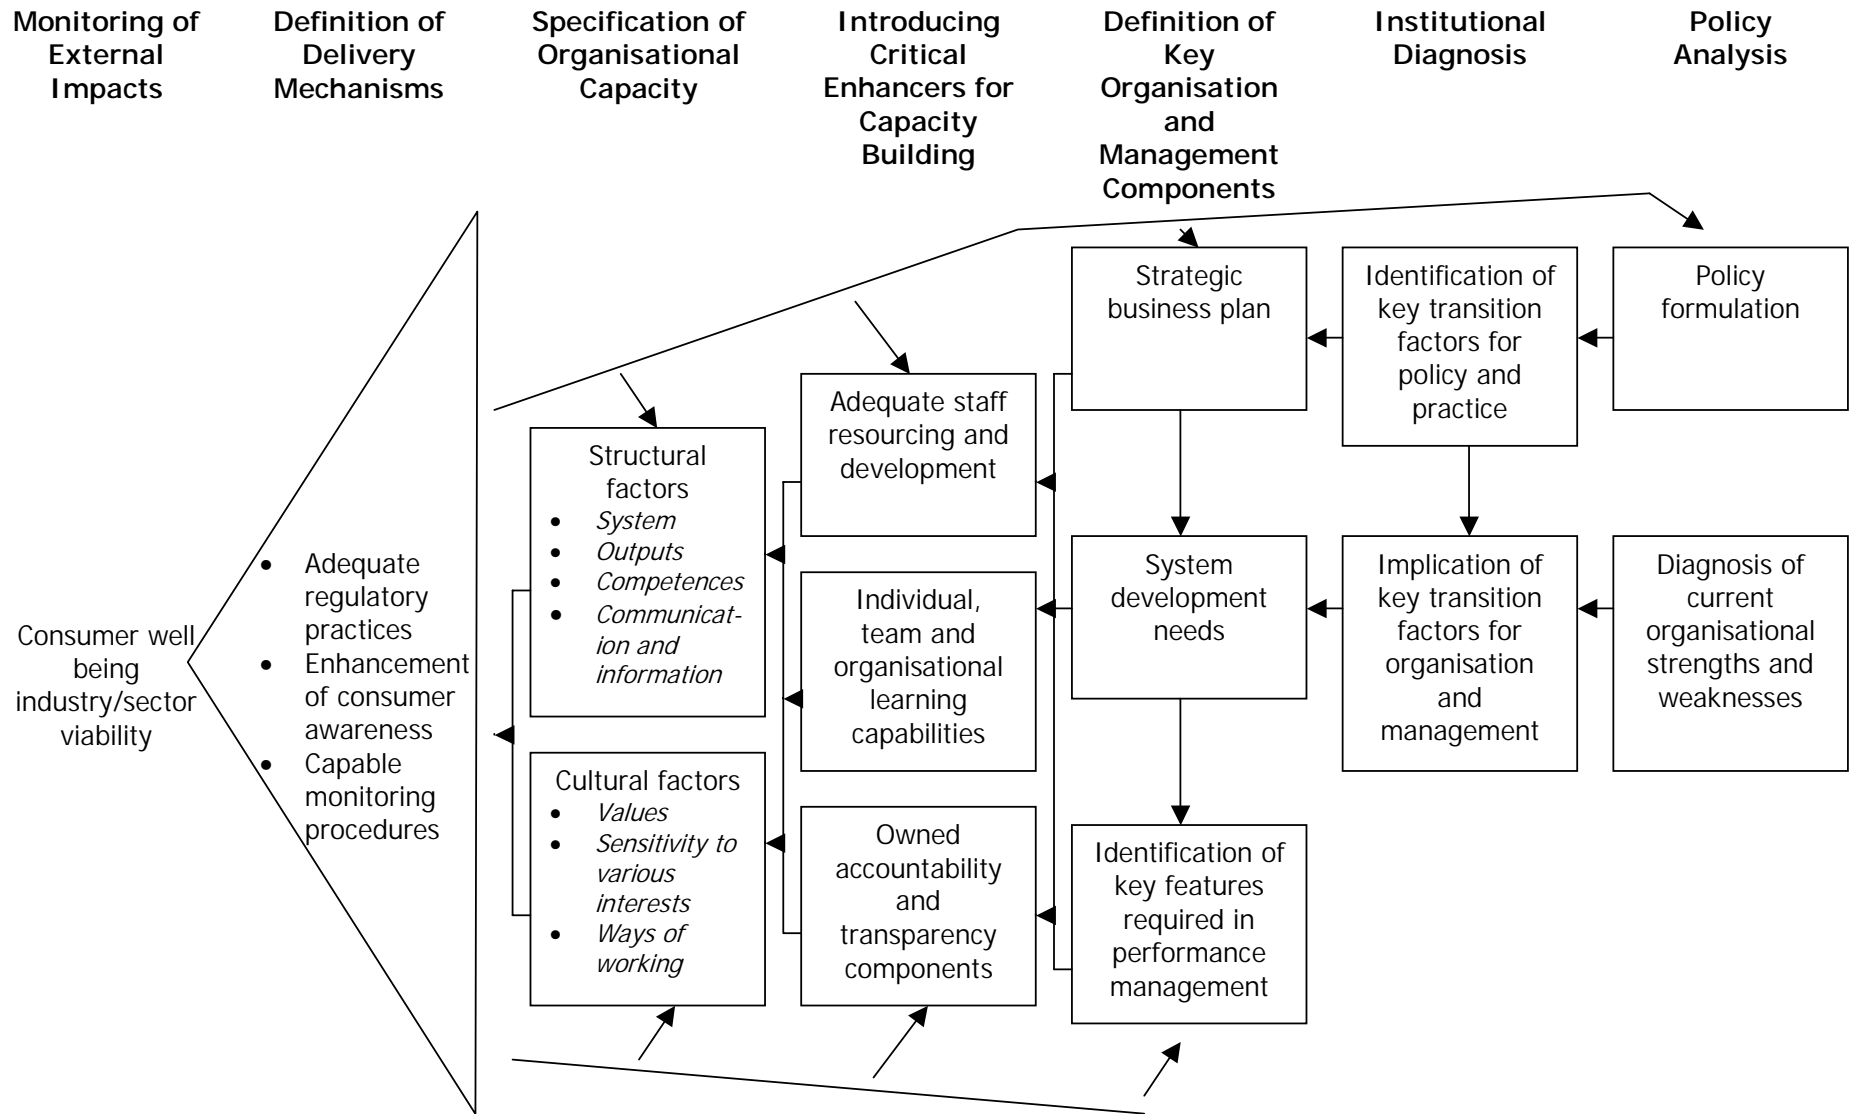 Monitoring of
External
Impacts
Definition of
Delivery
Mechanisms
Specification of
Organisational
Capacity
Introducing
Critical
Enhancers for
Capacity
Building
Definition of
Key
Organisation
and
Management
Components
Institutional
Diagnosis
Policy
Analysis
Consumer well
being
industry/sector
viability
• Adequate
regulatory
practices
• Enhancement
of consumer
awareness
• Capable
monitoring
procedures
Structural
factors
• System
• Outputs
• Competences
• Communicat-
ion and
information
Cultural factors
• Values
• Sensitivity to
various
interests
• Ways of
working
Adequate staff
resourcing and
development
Individual,
team and
organisational
learning
capabilities
Owned
accountability
and
transparency
components
Strategic
business plan
System
development
needs
Identification of
key features
required in
performance
management
Identification of
key transition
factors for
policy and
practice
Implication of
key transition
factors for
organisation
and
management
Policy
formulation
Diagnosis of
current
organisational
strengths and
weaknesses